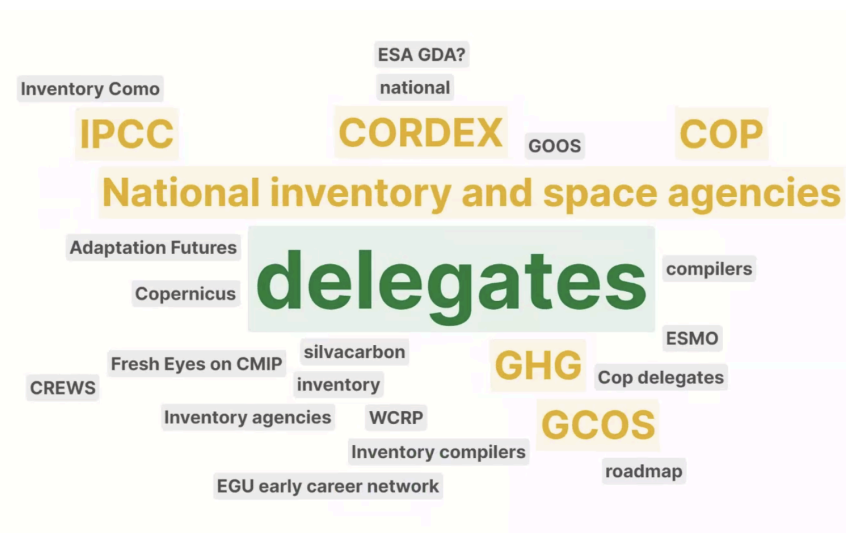 ESA GDA?
Inventory Como
national
IPCC
CORDEX
GOOS
COP
National inventory and space agencies
Adaptation Futures
delegates
compilers
Copernicus
ESMO
silvacarbon
Fresh Eyes on CMIP
GHG
Cop delegates
CREWS
inventory
Inventory agencies
WCRP
GCOS
Inventory compilers
roadmap
EGU early career network